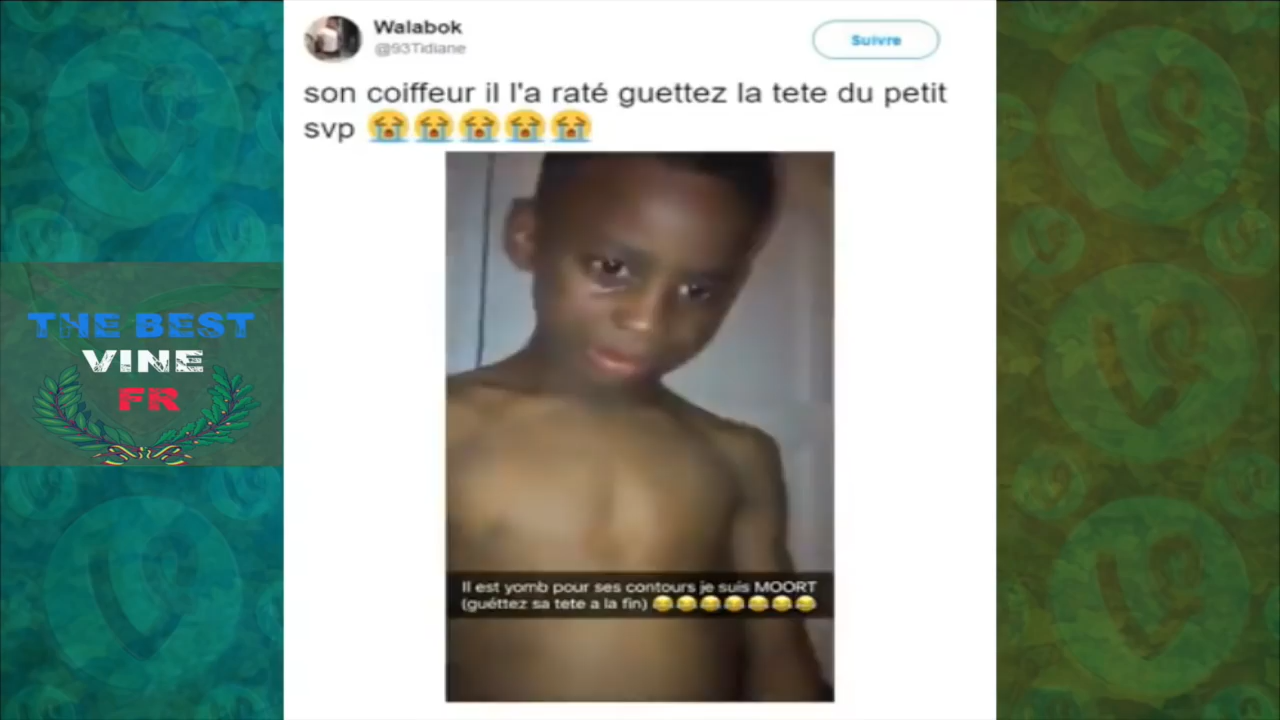 Walabok
@93Tidiane
Suivre
son coiffeur il l'a raté guettez la tete du petit
svp 😭😭😭😭😭
THE BEST
VINE
FR
Il est yomb pour ses contours je suis MOORT
(guéttez sa tete a la fin) 😂😂😂😂😂😂😂